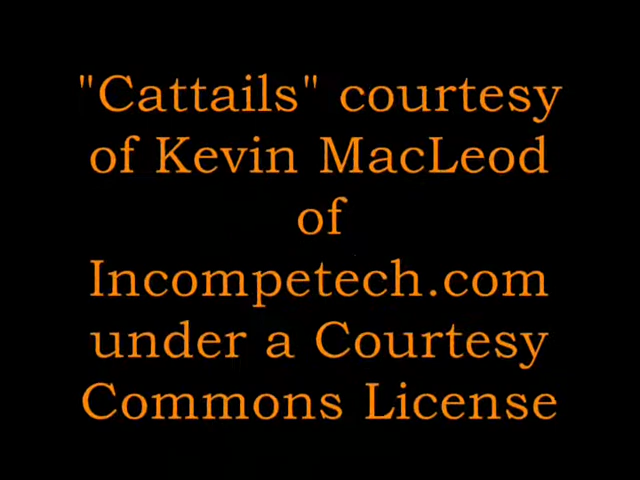 "Cattails" courtesy
of Kevin MacLeod
of
Incompetech.com
under a Courtesy
Commons License